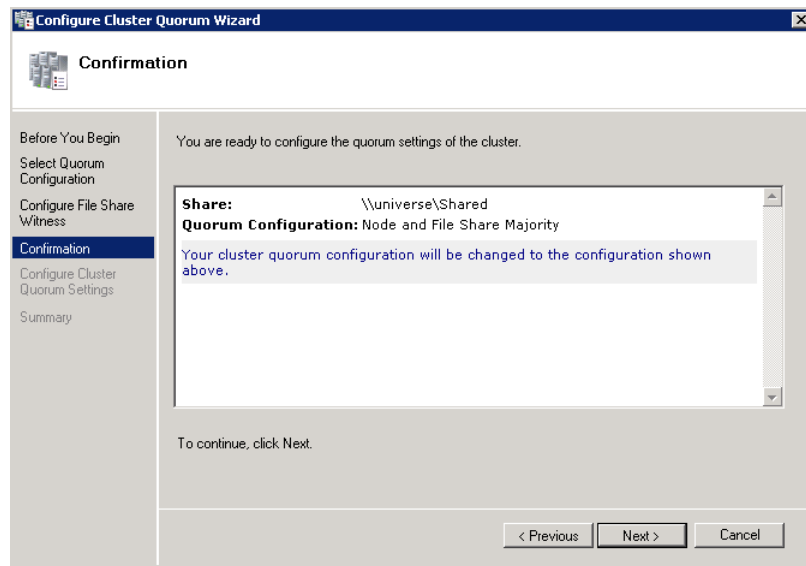 Configure Cluster Quorum Wizard
Confirmation
Before You Begin
Select Quorum
Configuration
Configure File Share
Witness
Confirmation
Configure Cluster
Quorum Settings
Summary
You are ready to configure the quorum settings of the cluster.
Share: \\universe\Shared
Quorum Configuration: Node and File Share Majority
Your cluster quorum configuration will be changed to the configuration shown
above.
To continue, click Next.
< Previous Next > Cancel